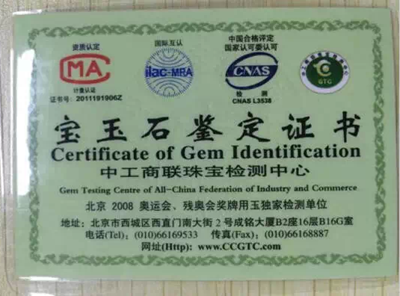 资质认定
国际互认
中国合格评定
国家认可委认可
CMA
ilac-MRA
CNAS
GTC
计量认证
证书号：2011191906Z
检 测
CNAS L3538
宝玉石鉴定证书
Certificate of Gem Identification
中工商联珠宝检测中心
Gem Testing Centre of All-China Federation of Industry and Commerce
北京 2008 奥运会、残奥会奖牌用玉独家检测单位
地址：北京市西城区西直门南大街 2 号成铭大厦B2座16层B16G室
电话(Tel)：(010)66169533 传真(Fax)：(010)66168887
网址(Http): www.CCGTC.com